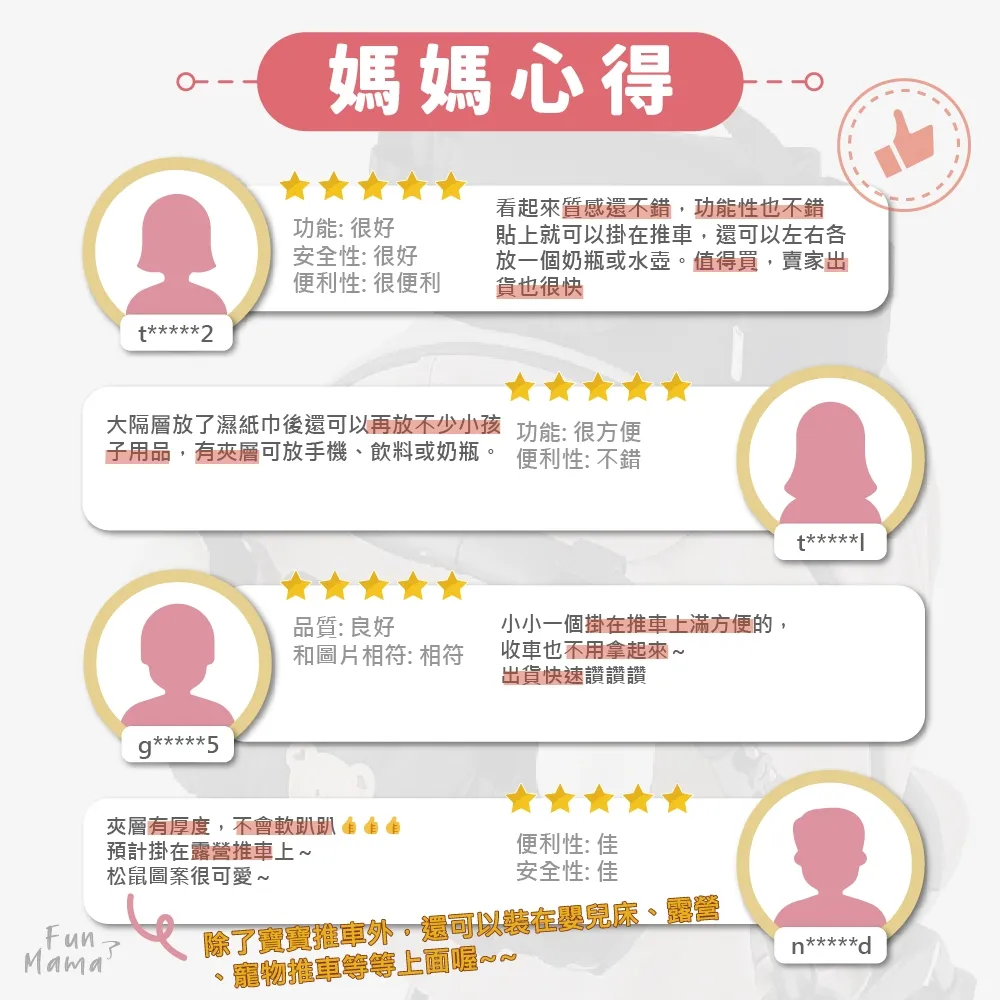 媽媽心得
功能: 很好
安全性: 很好
便利性: 很便利
看起來質感還不錯，功能性也不錯
貼上就可以掛在推車，還可以左右各
放一個奶瓶或水壺。值得買，賣家出
貨也很快
t*****2
大隔層放了濕紙巾後還可以再放不少小孩
子用品，有夾層可放手機、飲料或奶瓶。
功能: 很方便
便利性: 不錯
t*****l
品質: 良好
和圖片相符: 相符
小小一個掛在推車上滿方便的，
收車也不用拿起來~
出貨快速讚讚讚
g*****5
夾層有厚度，不會軟趴趴👍👍👍
預計掛在露營推車上~
松鼠圖案很可愛~
便利性: 佳
安全性: 佳
n*****d
除了寶寶推車外，還可以裝在嬰兒床、露營
、寵物推車等等上面喔~~
Fun
Mama